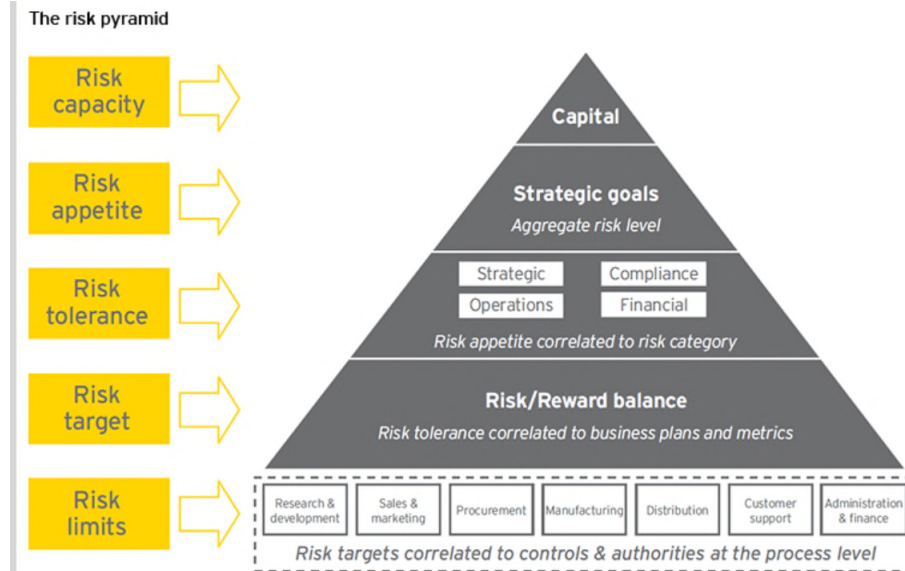 The risk pyramid
Risk
capacity
Capital
Risk
appetite
Strategic goals
Aggregate risk level
Risk
tolerance
Strategic
Compliance
Operations
Financial
Risk appetite correlated to risk category
Risk
target
Risk/Reward balance
Risk tolerance correlated to business plans and metrics
Risk
limits
Research &
development
Sales &
marketing
Procurement
Manufacturing
Distribution
Customer
support
Administration
& finance
Risk targets correlated to controls & authorities at the process level